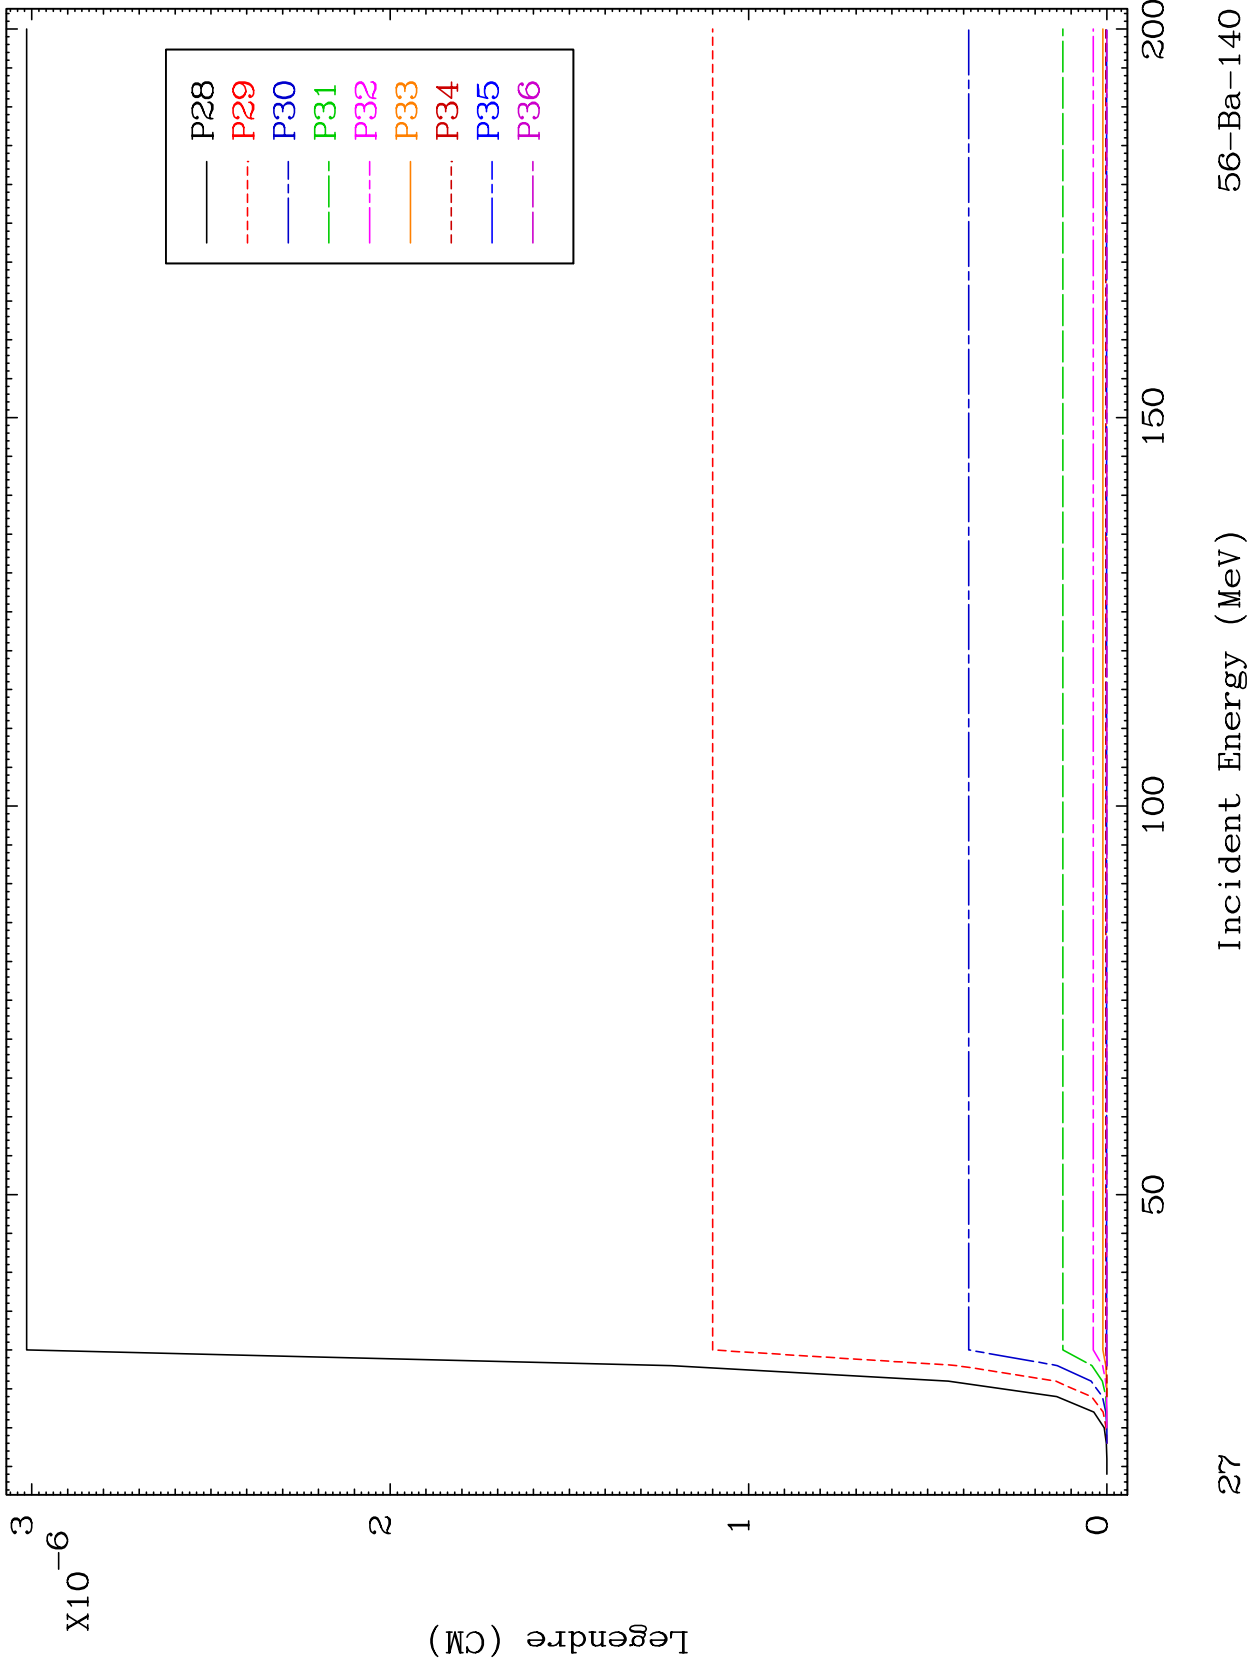 X10-6
3
2
1
0
Legendre (CM)
P28
P29
P30
P31
P32
P33
P34
P35
P36
50
100
150
200
Incident Energy (MeV)
27
56-Ba-140